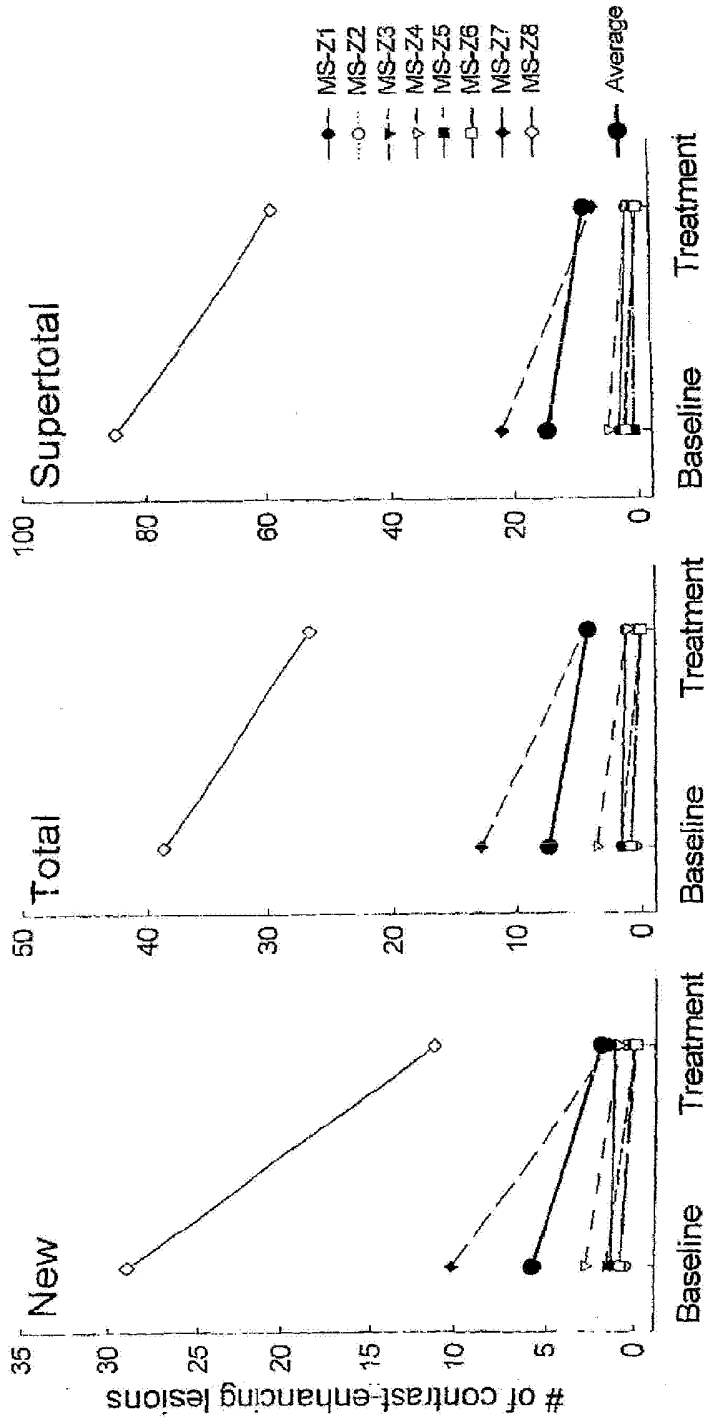 New
# of contrast-enhancing lesions
35
30
25
20
15
10
5
0
Baseline
Treatment
Total
50
40
30
20
10
0
Baseline
Treatment
Supertotal
100
80
60
40
20
0
Baseline
Treatment
MS-Z1
MS-Z2
MS-Z3
MS-Z4
MS-Z5
MS-Z6
MS-Z7
MS-Z8
Average